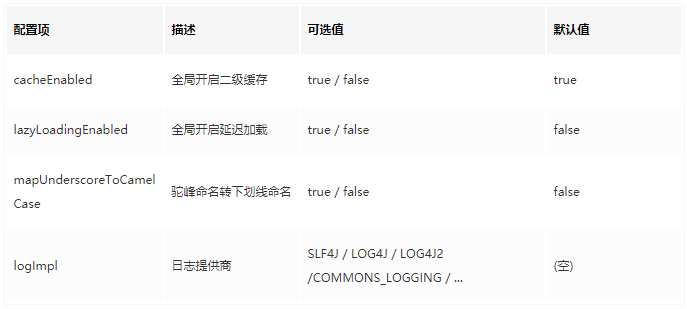 配置项 描述 可选值 默认值
cacheEnabled 全局开启二级缓存 true / false true
lazyLoadingEnabled 全局开启延迟加载 true / false false
mapUnderscoreToCamel
Case 驼峰命名转下划线命名 true / false false
logImpl 日志提供商 SLF4J / LOG4J / LOG4J2
/COMMONS_LOGGING / ... (空)